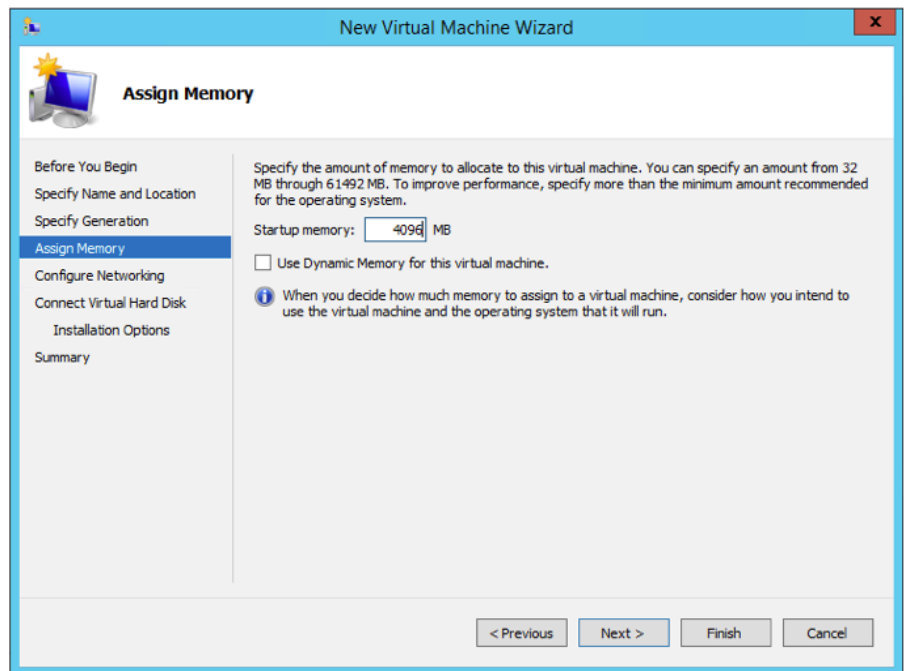 New Virtual Machine Wizard
x
Assign Memory
Before You Begin
Specify Name and Location
Specify Generation
Assign Memory
Configure Networking
Connect Virtual Hard Disk
Installation Options
Summary
Specify the amount of memory to allocate to this virtual machine. You can specify an amount from 32
MB through 61492 MB. To improve performance, specify more than the minimum amount recommended
for the operating system.
Startup memory: 4096 MB
Use Dynamic Memory for this virtual machine.
When you decide how much memory to assign to a virtual machine, consider how you intend to
use the virtual machine and the operating system that it will run.
< Previous Next > Finish Cancel